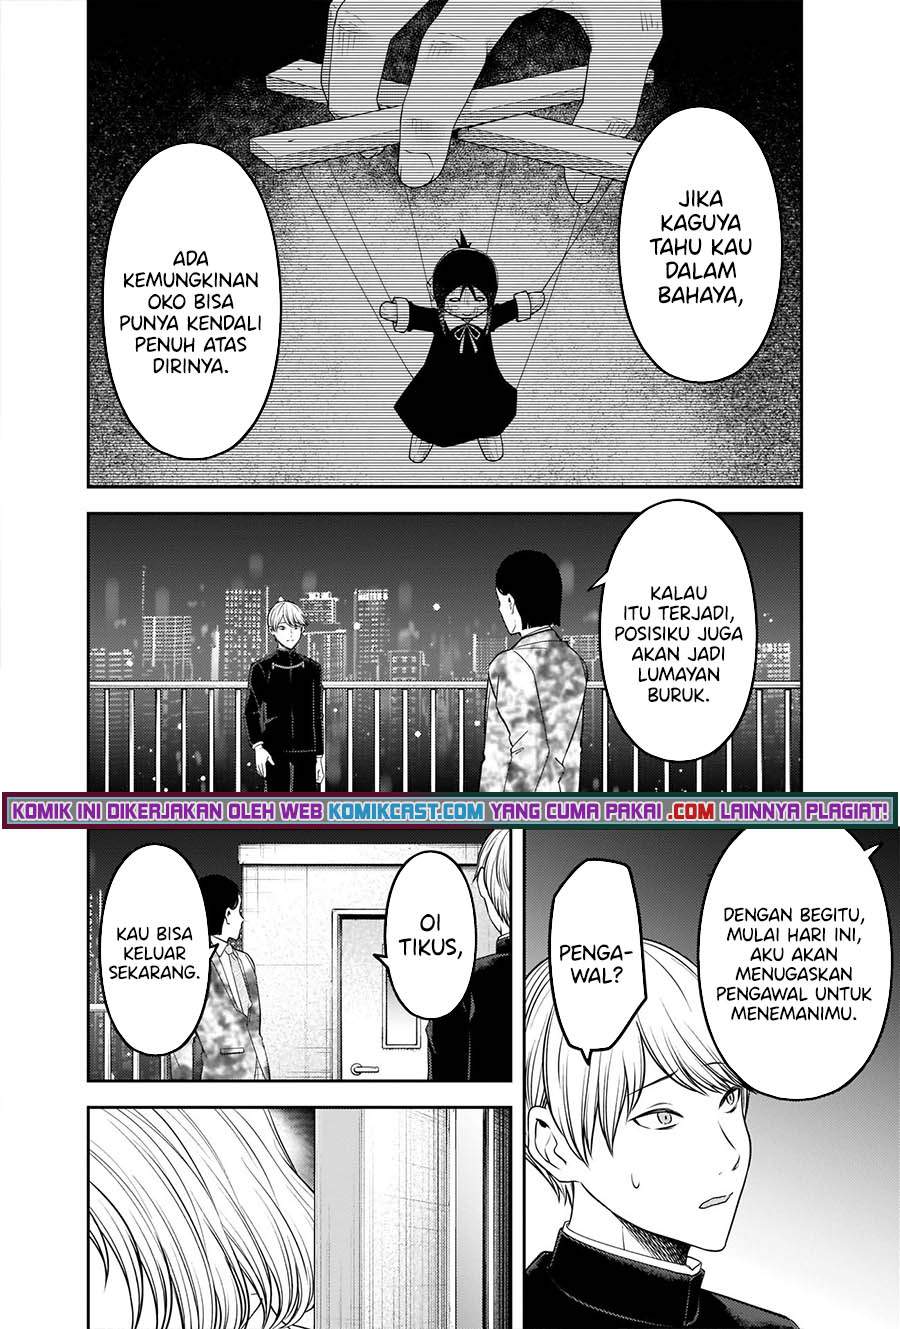 JIKA
KAGUYA
TAHU KAU
DALAM
BAHAYA,
ADA
KEMUNGKINAN
OKO BISA
PUNYA KENDALI
PENUH ATAS
DIRINYA.
KALAU
ITU TERJADI,
POSISIKU JUGA
AKAN JADI
LUMAYAN
BURUK.
KOMIK INI DIKERJAKAN OLEH WEB KOMIKCAST.COM YANG CUMA PAKAI .COM LAINNYA PLAGIAT!
DENGAN BEGITU,
MULAI HARI INI,
AKU AKAN
MENUGASKAN
PENGAWAL UNTUK
MENEMANIMU.
PENGA-
WAL?
OI
TIKUS,
KAU BISA
KELUAR
SEKARANG.